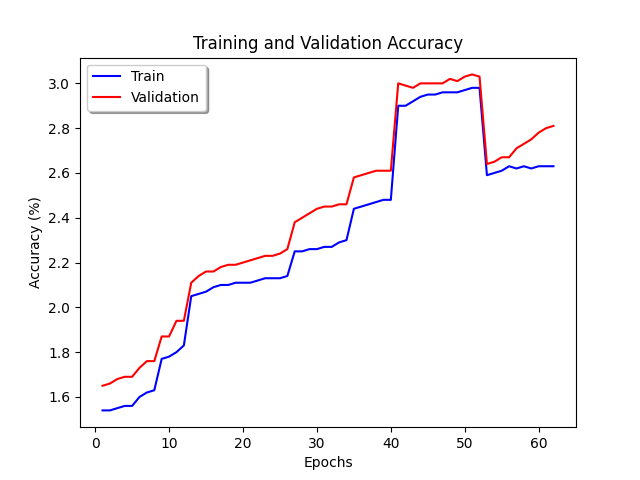 Training and Validation Accuracy
Train
Validation
Accuracy (%)
3.0
2.8
2.6
2.4
2.2
2.0
1.8
1.6
0 10 20 30 40 50 60
Epochs